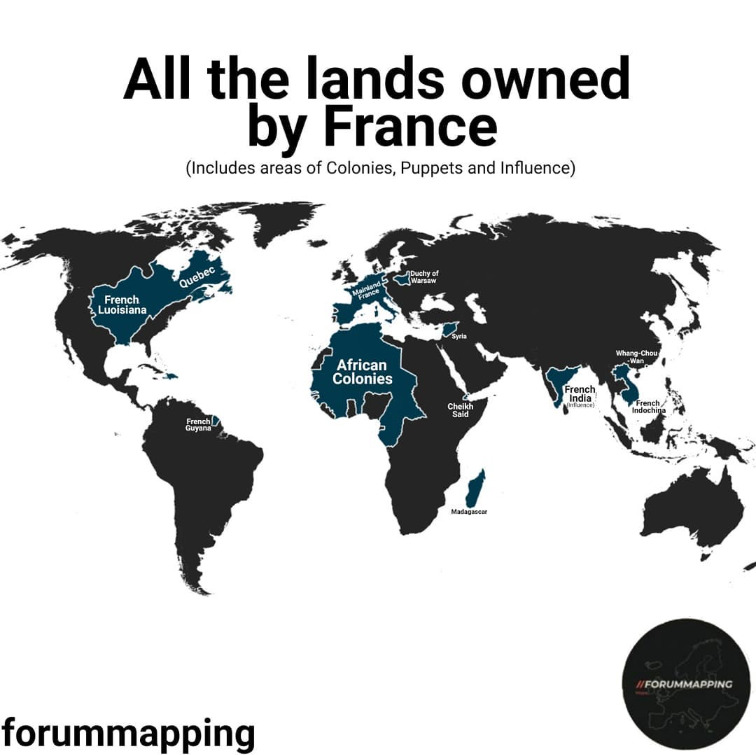 All the lands owned
by France
(Includes areas of Colonies, Puppets and Influence)
Quebec
French
Luoisiana
Mainland
France
Duchy of
Warsaw
Syria
African
Colonies
Whang-Chou
-Wan
French
India
(Influence)
French
Indochina
Cheikh
Said
French
Guyana
Madagascar
//FORUMMAPPING
forummapping